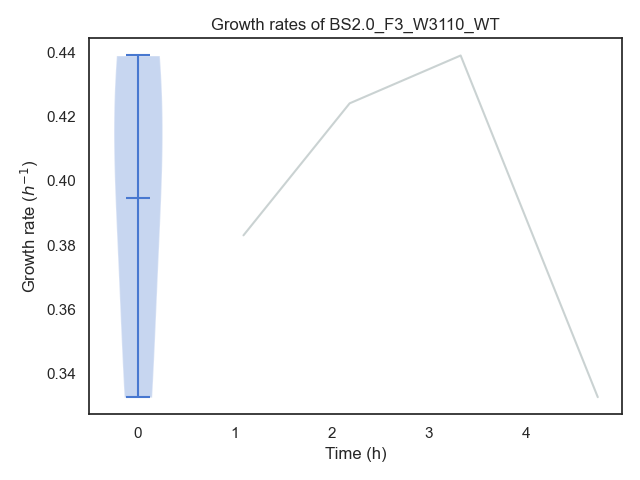 Growth rates of BS2.0_F3_W3110_WT
Growth rate ($h^{-1}$)
0.44
0.42
0.40
0.38
0.36
0.34
0 1 2 3 4
Time (h)